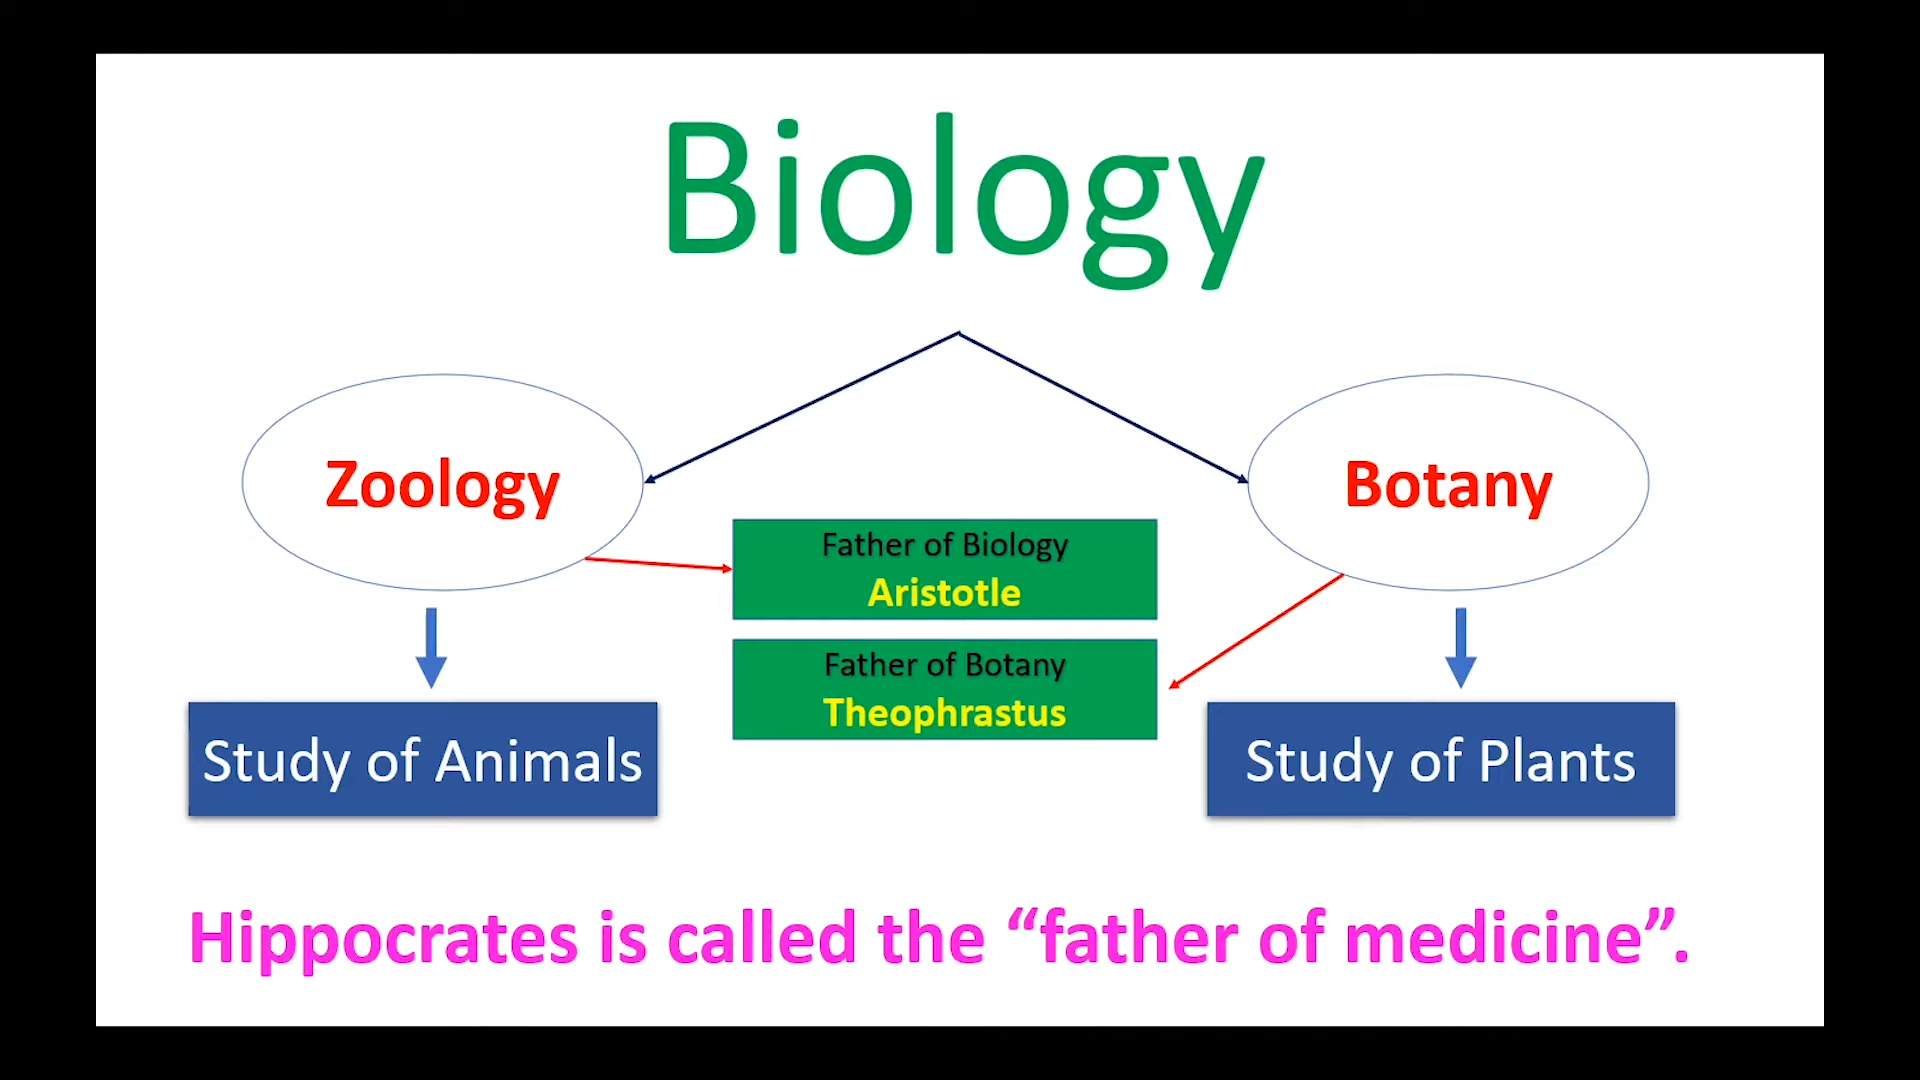 Biology
Zoology
Botany
Father of Biology
Aristotle
Father of Botany
Theophrastus
Study of Animals
Study of Plants
Hippocrates is called the “father of medicine”.